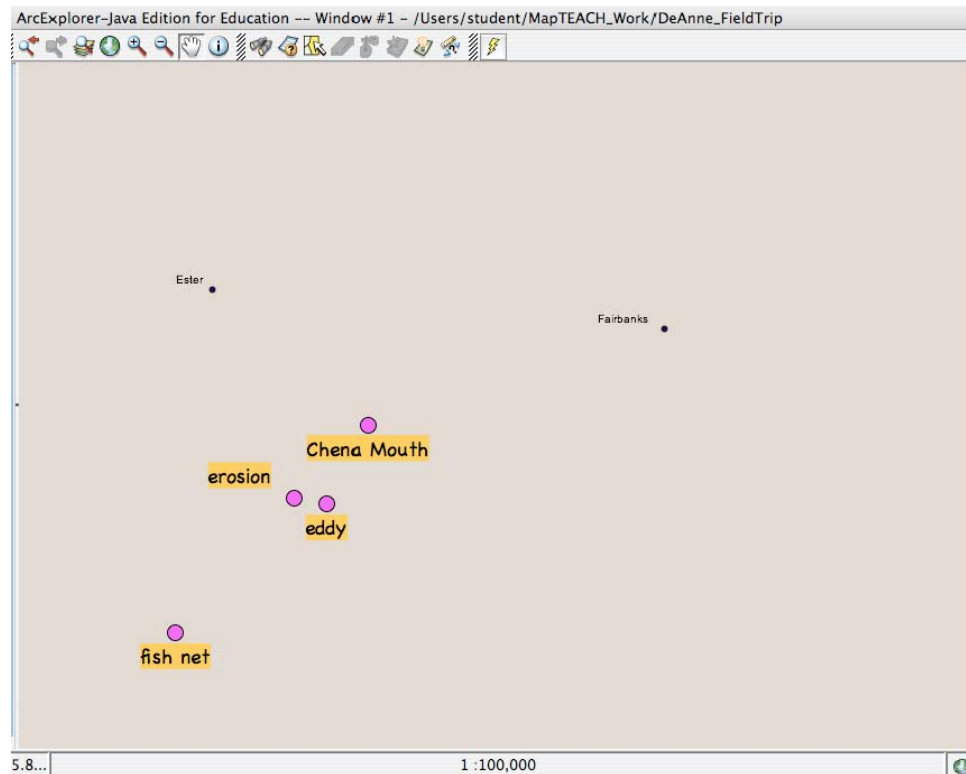 ArcExplorer-Java Edition for Education -- Window #1 - /Users/student/MapTEACH_Work/DeAnne_FieldTrip
Ester
Fairbanks
Chena Mouth
erosion
eddy
fish net
5.8... 1 :100,000